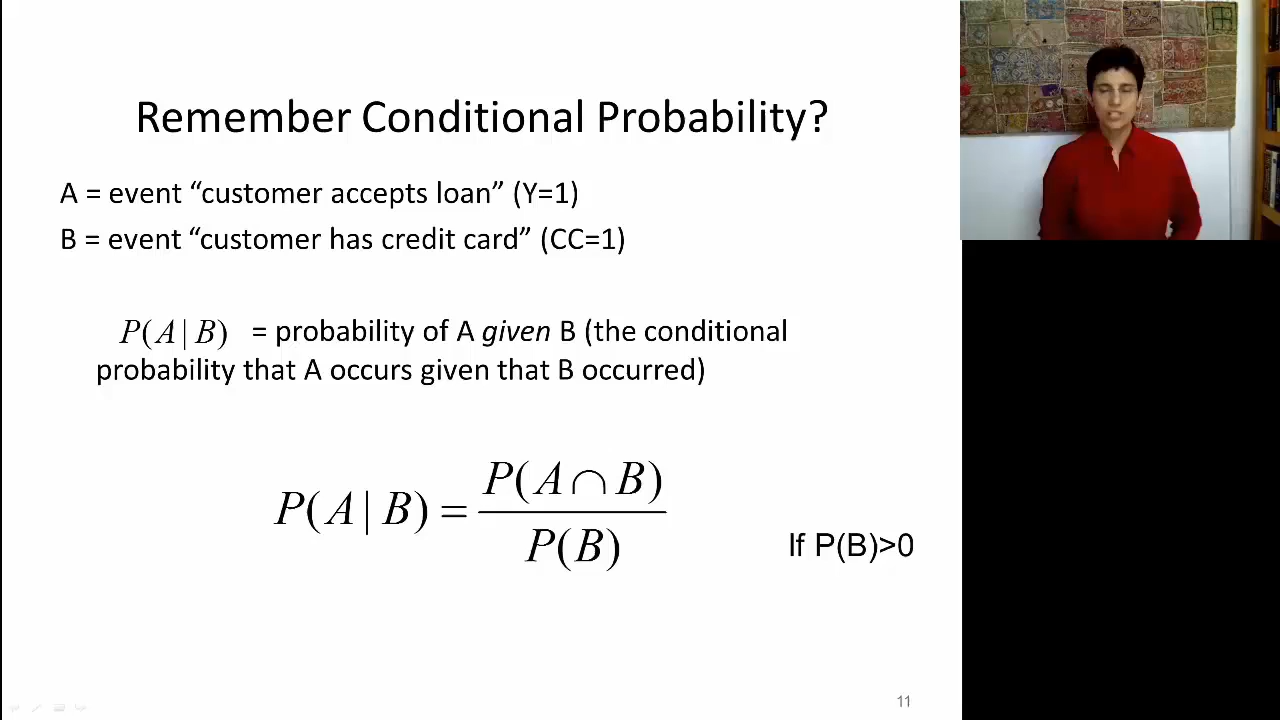 Remember Conditional Probability?
A = event “customer accepts loan” (Y=1)
B = event “customer has credit card” (CC=1)
P(A | B) = probability of A given B (the conditional
probability that A occurs given that B occurred)
P(A | B) = P(A ∩ B) / P(B)
If P(B)>0
11